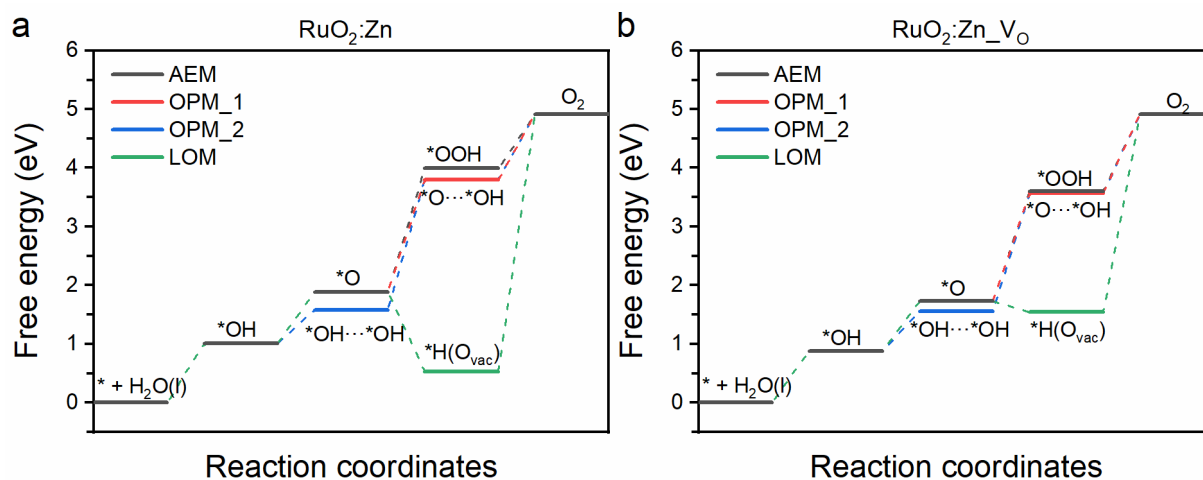 a
RuO₂:Zn
6
5
4
3
2
1
0
Free energy (eV)
AEM
OPM_1
OPM_2
LOM
* + H₂O(l)
*OH
*O
*OH···*OH
*OOH
*O···*OH
*H(Oᵥₐc)
O₂
Reaction coordinates
b
RuO₂:Zn_V_O
6
5
4
3
2
1
0
Free energy (eV)
AEM
OPM_1
OPM_2
LOM
* + H₂O(l)
*OH
*O
*OH···*OH
*OOH
*O···*OH
*H(Oᵥₐc)
O₂
Reaction coordinates